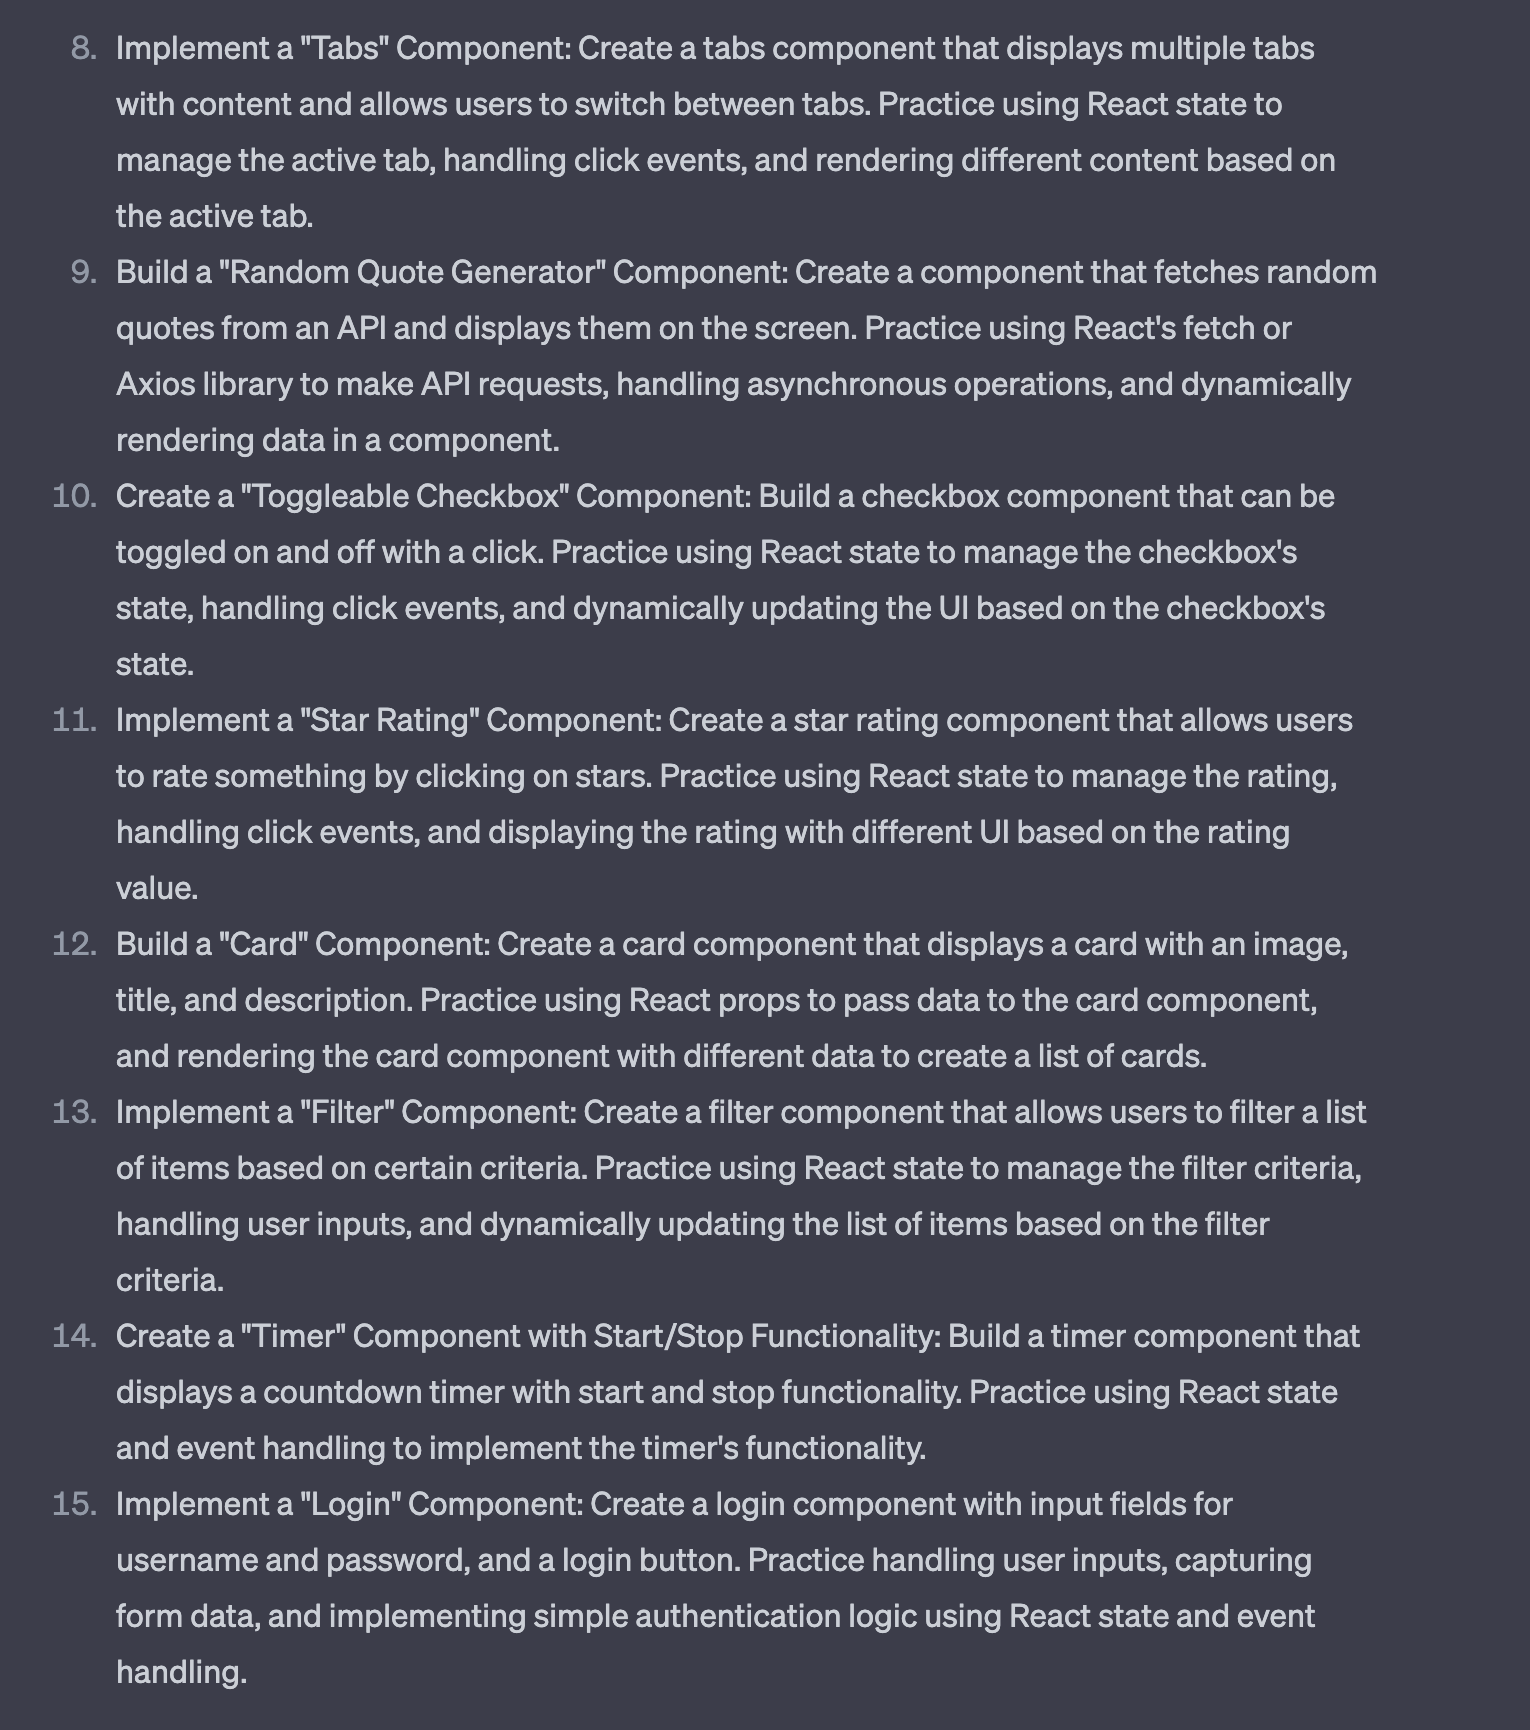 8. Implement a "Tabs" Component: Create a tabs component that displays multiple tabs
with content and allows users to switch between tabs. Practice using React state to
manage the active tab, handling click events, and rendering different content based on
the active tab.
9. Build a "Random Quote Generator" Component: Create a component that fetches random
quotes from an API and displays them on the screen. Practice using React's fetch or
Axios library to make API requests, handling asynchronous operations, and dynamically
rendering data in a component.
10. Create a "Toggleable Checkbox" Component: Build a checkbox component that can be
toggled on and off with a click. Practice using React state to manage the checkbox's
state, handling click events, and dynamically updating the UI based on the checkbox's
state.
11. Implement a "Star Rating" Component: Create a star rating component that allows users
to rate something by clicking on stars. Practice using React state to manage the rating,
handling click events, and displaying the rating with different UI based on the rating
value.
12. Build a "Card" Component: Create a card component that displays a card with an image,
title, and description. Practice using React props to pass data to the card component,
and rendering the card component with different data to create a list of cards.
13. Implement a "Filter" Component: Create a filter component that allows users to filter a list
of items based on certain criteria. Practice using React state to manage the filter criteria,
handling user inputs, and dynamically updating the list of items based on the filter
criteria.
14. Create a "Timer" Component with Start/Stop Functionality: Build a timer component that
displays a countdown timer with start and stop functionality. Practice using React state
and event handling to implement the timer's functionality.
15. Implement a "Login" Component: Create a login component with input fields for
username and password, and a login button. Practice handling user inputs, capturing
form data, and implementing simple authentication logic using React state and event
handling.